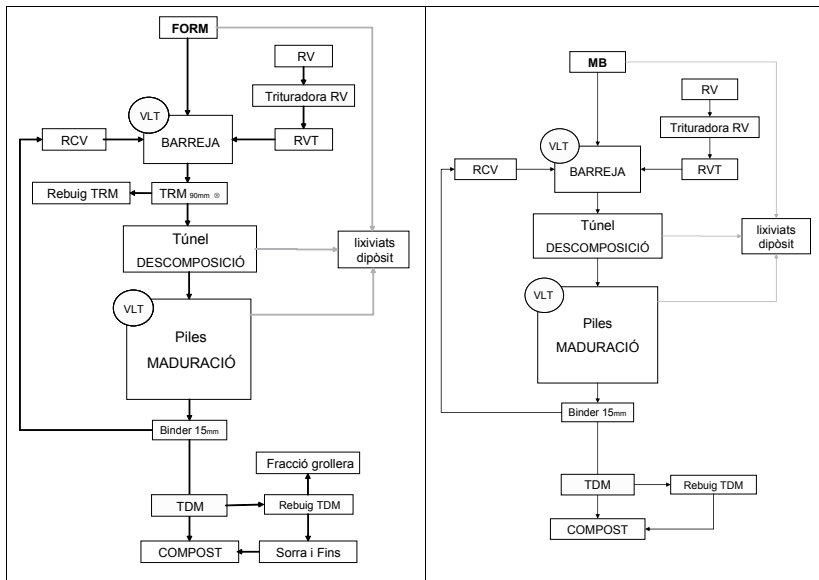 FORM
RV
Trituradora RV
VLT
BARREJA
RCV
RVT
Rebuig TRM
TRM 90mm ®
Túnel
DESCOMPOSICIÓ
lixiviats
dipòsit
VLT
Piles
MADURACIÓ
Binder 15mm
Fracció grollera
TDM
Rebuig TDM
COMPOST
Sorra i Fins
MB
RV
Trituradora RV
VLT
BARREJA
RCV
RVT
Túnel
DESCOMPOSICIÓ
lixiviats
dipòsit
VLT
Piles
MADURACIÓ
Binder 15mm
TDM
Rebuig TDM
COMPOST